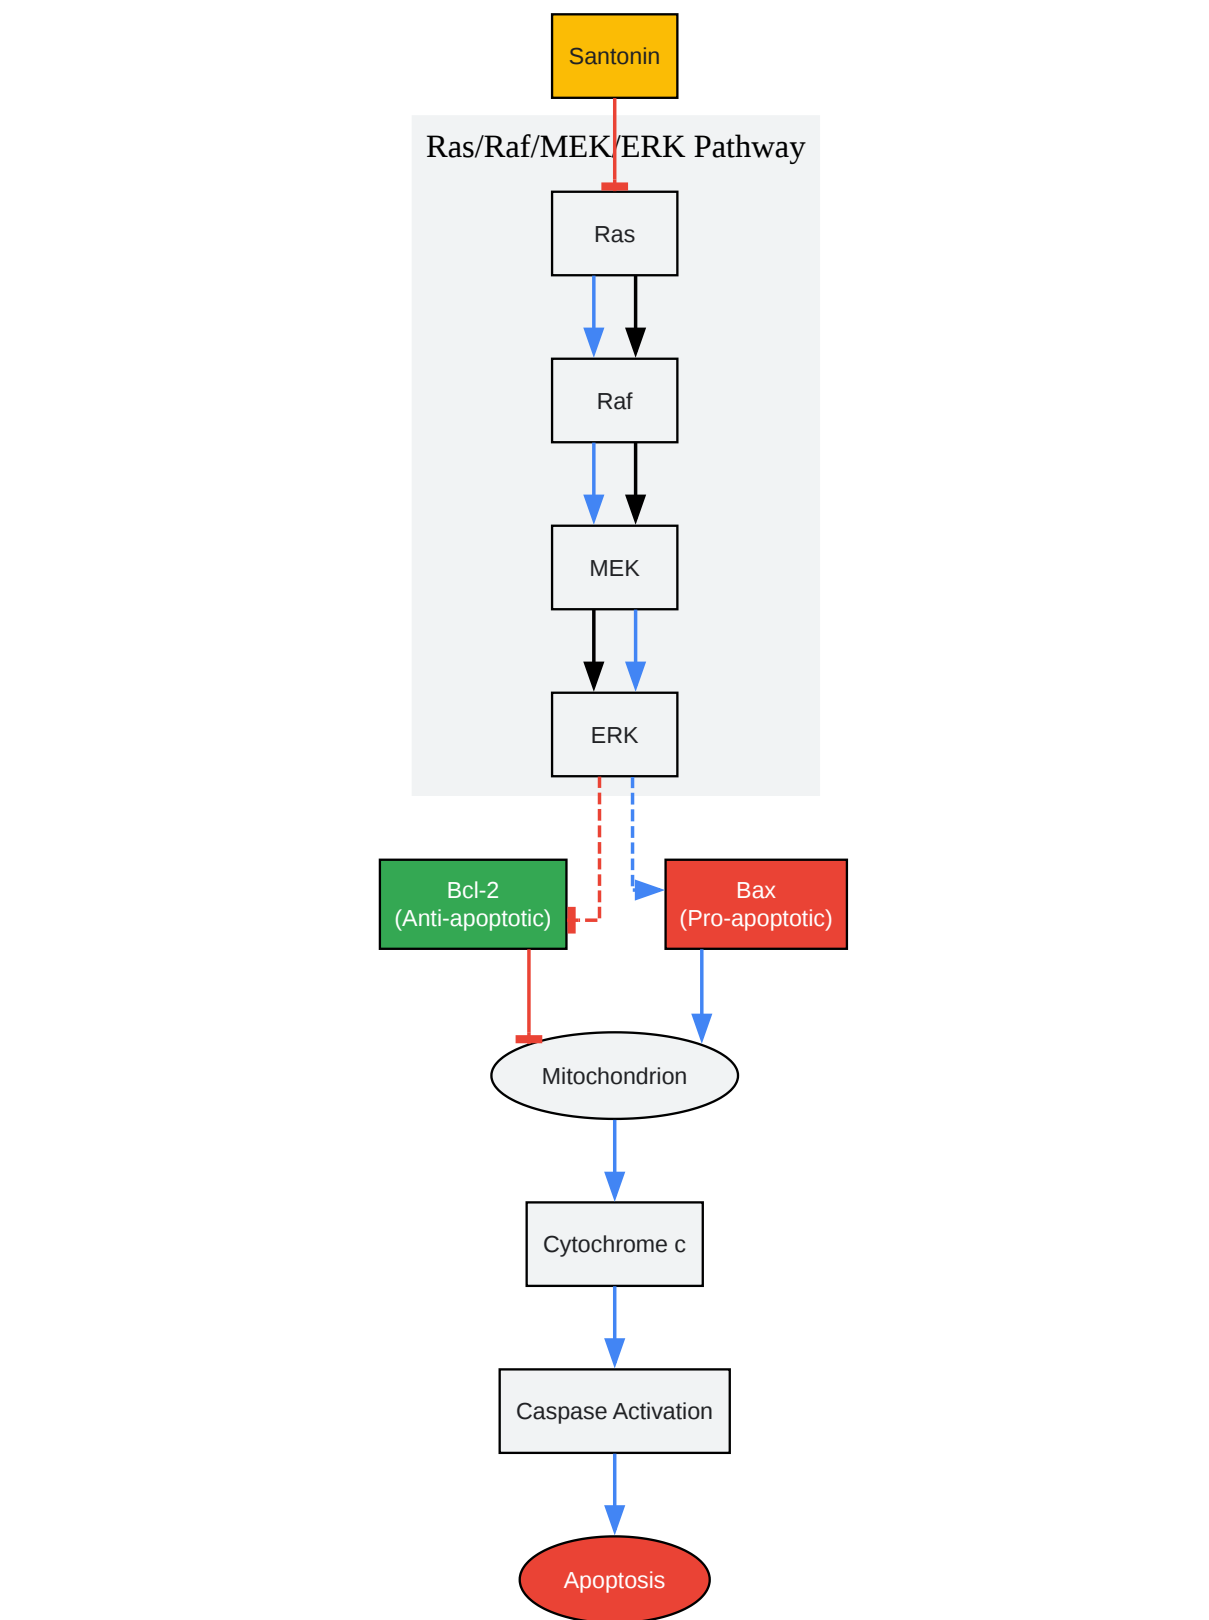 Santonin
Ras/Raf/MEK/ERK Pathway
Ras
Raf
MEK
ERK
Bcl-2
(Anti-apoptotic)
Bax
(Pro-apoptotic)
Mitochondrion
Cytochrome c
Caspase Activation
Apoptosis